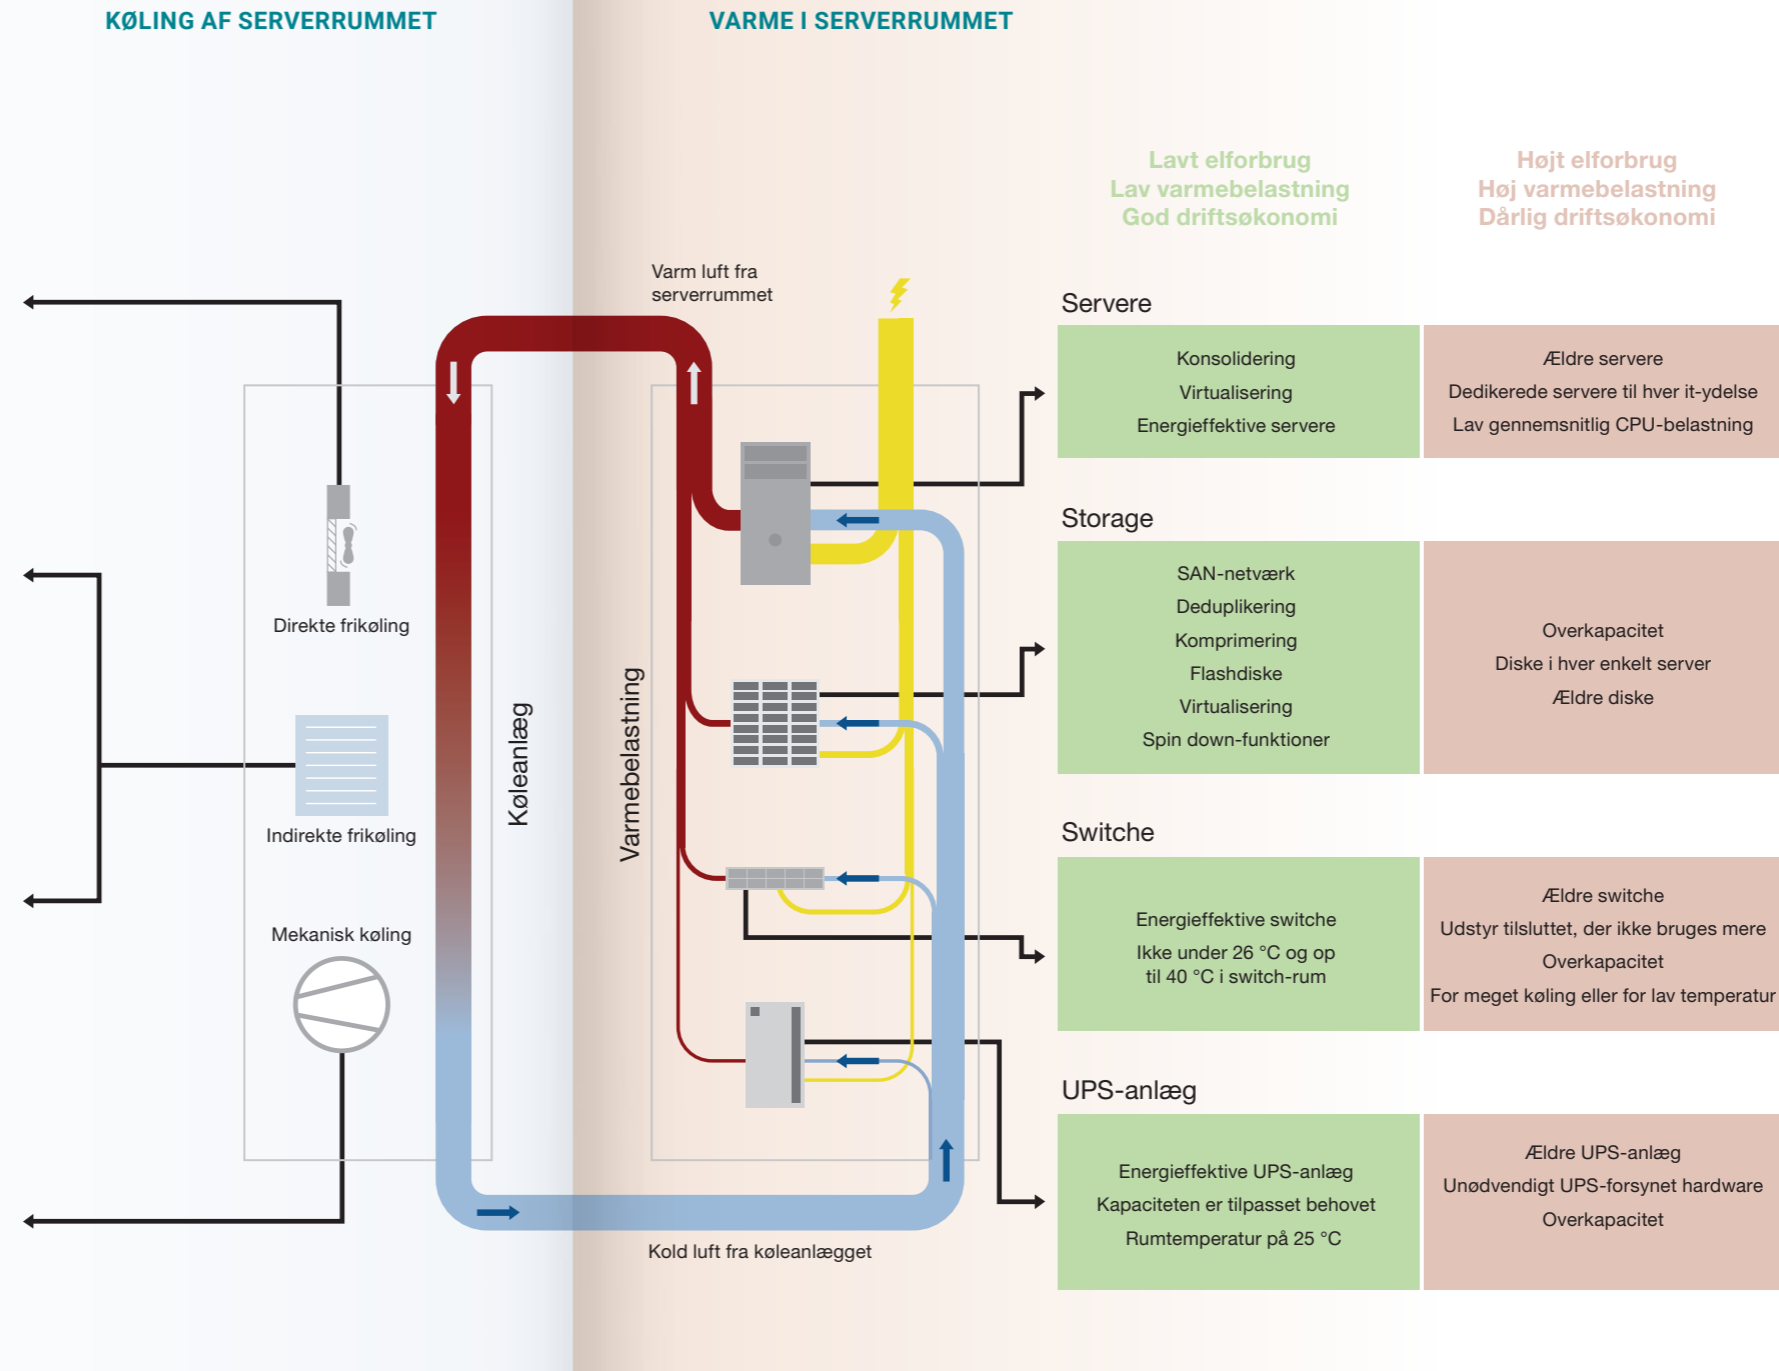 KØLING AF SERVERRUMMET
VARME I SERVERRUMMET
Lavt elforbrug
Lav varmebelastning
God driftsøkonomi
Højt elforbrug
Høj varmebelastning
Dårlig driftsøkonomi
Varm luft fra
serverrummet
Direkte frikøling
Indirekte frikøling
Mekanisk køling
Køleanlæg
Varmebelastning
Kold luft fra køleanlægget
Servere
Konsolidering
Virtualisering
Energieffektive servere
Ældre servere
Dedikerede servere til hver it-ydelse
Lav gennemsnitlig CPU-belastning
Storage
SAN-netværk
Deduplikering
Komprimering
Flashdiske
Virtualisering
Spin down-funktioner
Overkapacitet
Diske i hver enkelt server
Ældre diske
Switche
Energieffektive switche
Ikke under 26 °C og op
til 40 °C i switch-rum
Ældre switche
Udstyr tilsluttet, der ikke bruges mere
Overkapacitet
For meget køling eller for lav temperatur
UPS-anlæg
Energieffektive UPS-anlæg
Kapaciteten er tilpasset behovet
Rumtemperatur på 25 °C
Ældre UPS-anlæg
Unødvendigt UPS-forsynet hardware
Overkapacitet